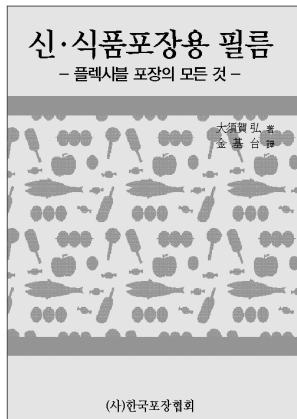 신·식품포장용 필름
– 플렉시블 포장의 모든 것 –
大須賀 弘 著
金基台 譯
(사)한국포장협회